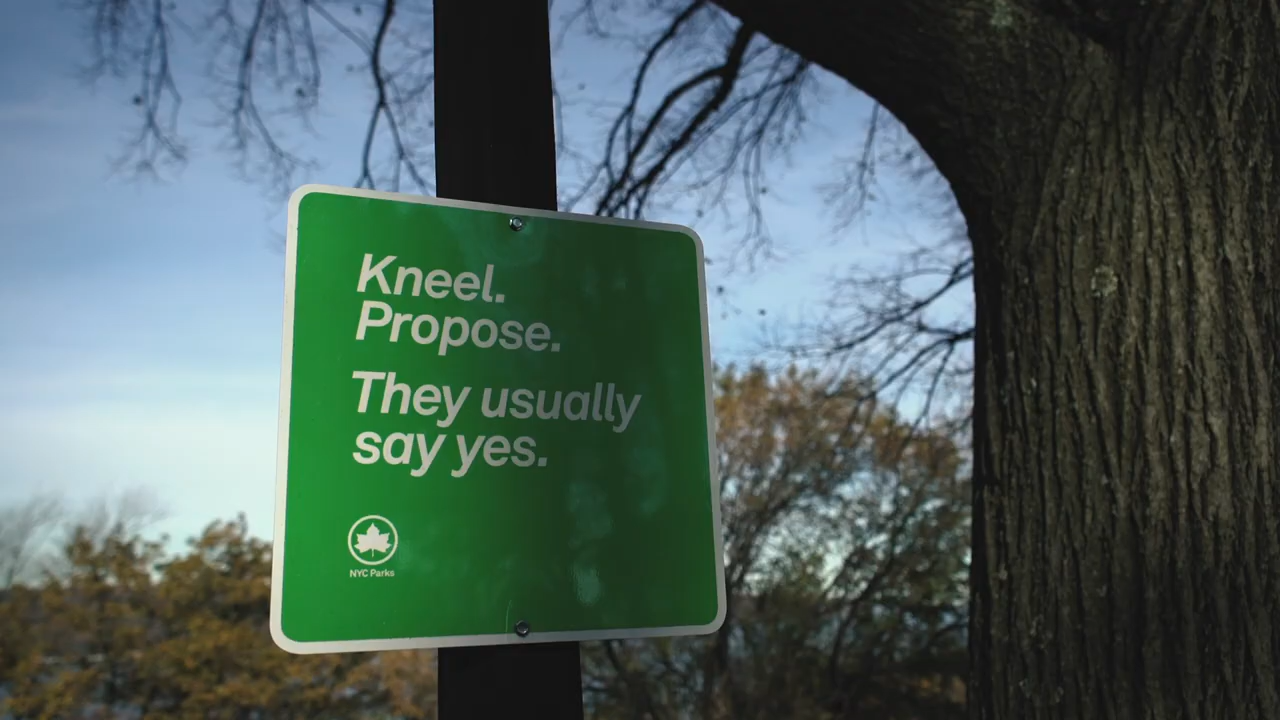 Kneel.
Propose.
They usually
say yes.
NYC Parks